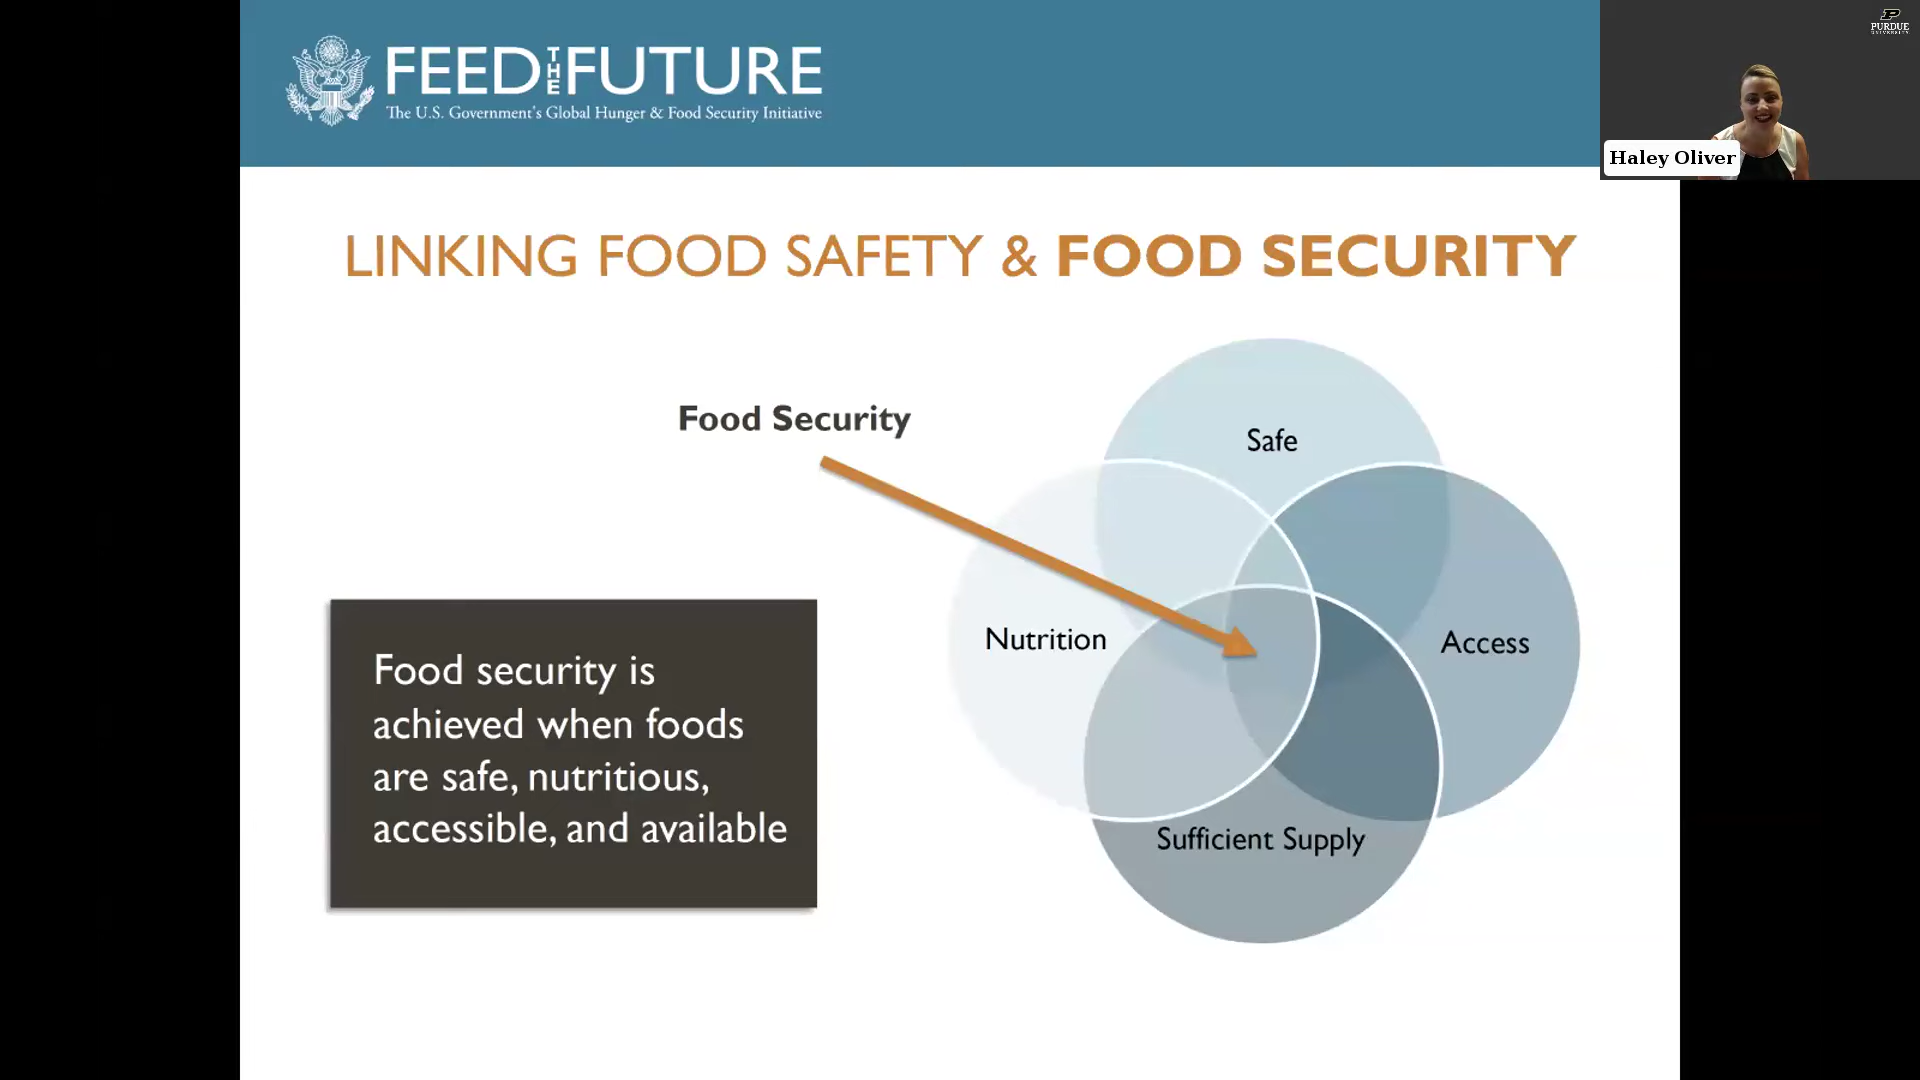 FEED THE FUTURE
The U.S. Government's Global Hunger & Food Security Initiative
PURDUE
UNIVERSITY
Haley Oliver
LINKING FOOD SAFETY & FOOD SECURITY
Food Security
Safe
Nutrition
Access
Sufficient Supply
Food security is
achieved when foods
are safe, nutritious,
accessible, and available